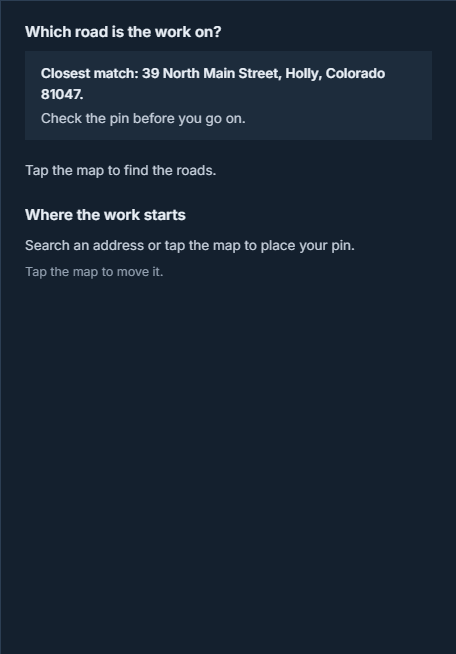 Which road is the work on?
Closest match: 39 North Main Street, Holly, Colorado
81047.
Check the pin before you go on.
Tap the map to find the roads.
Where the work starts
Search an address or tap the map to place your pin.
Tap the map to move it.